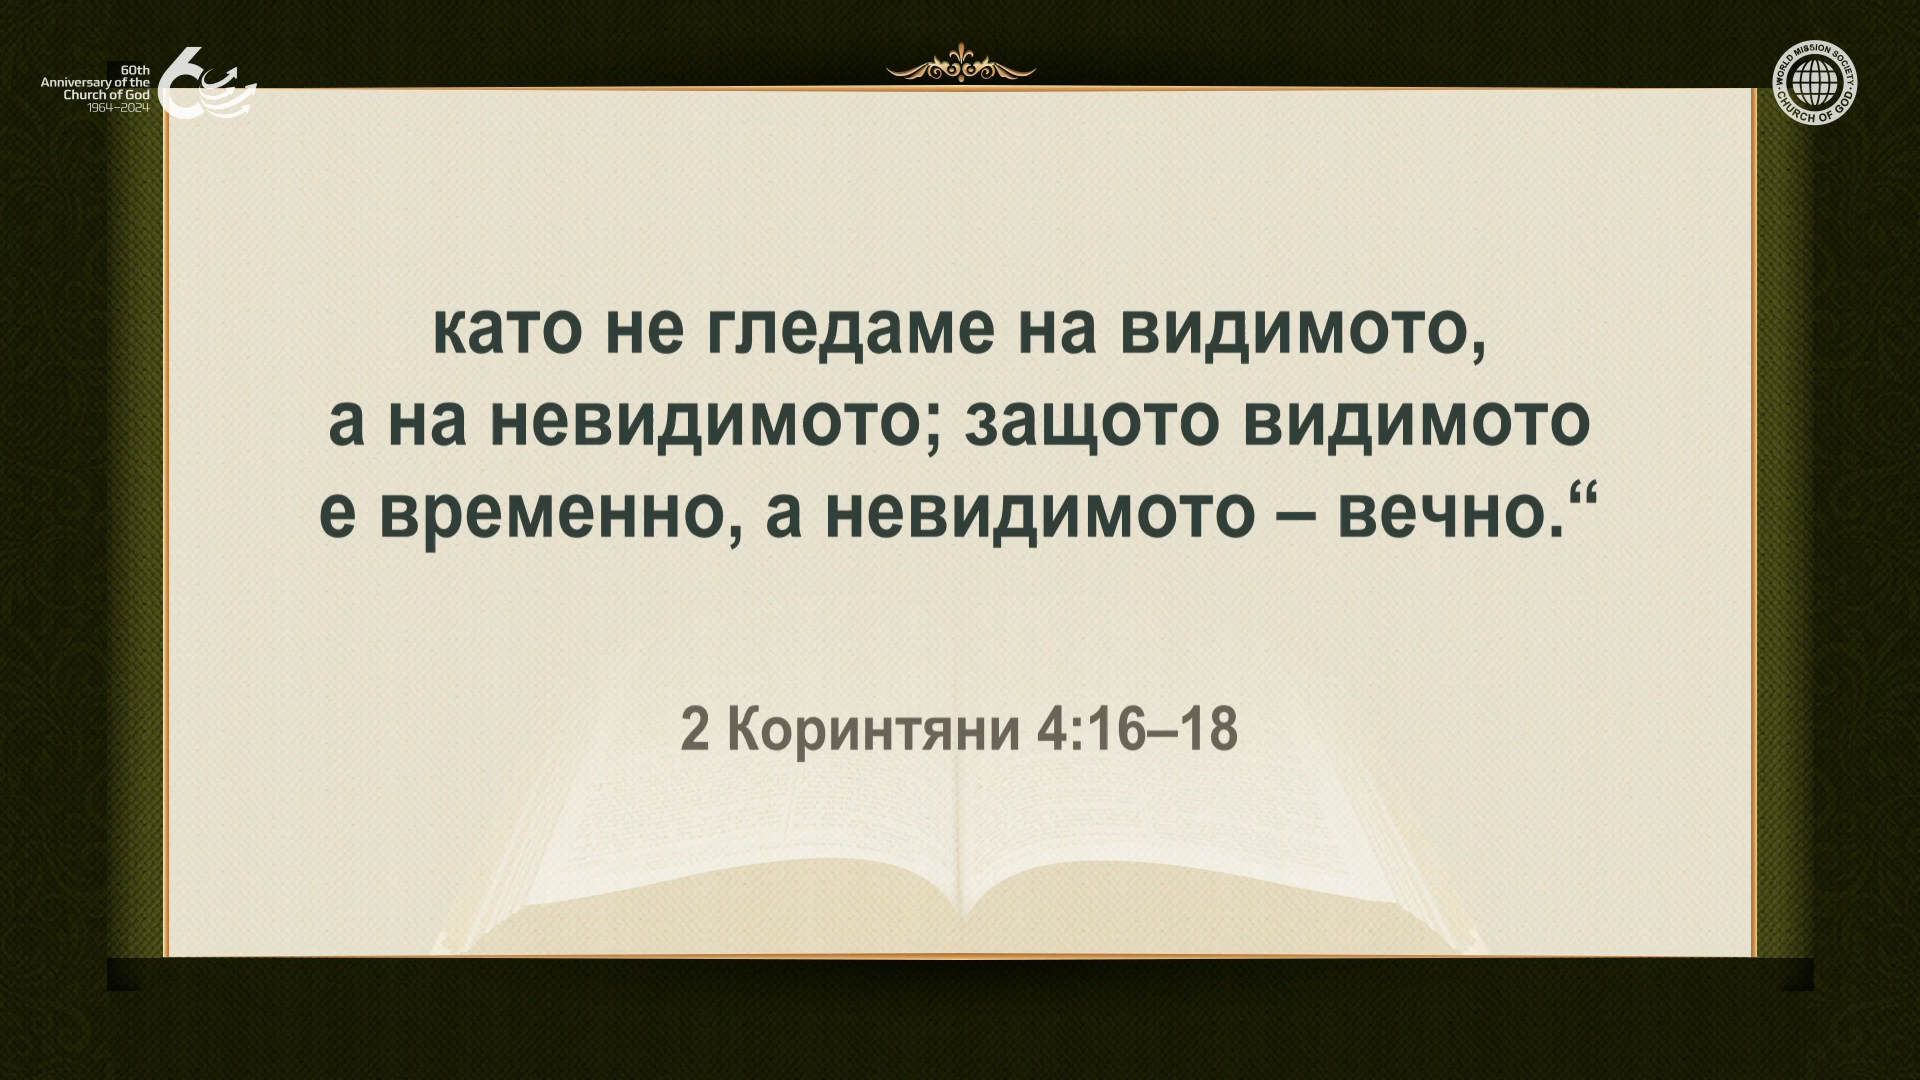 60th
Anniversary of the
Church of God
1964–2024
WORLD MISSION SOCIETY
CHURCH OF GOD
като не гледаме на видимото,
а на невидимото; защото видимото
е временно, а невидимото – вечно.“
2 Коринтяни 4:16–18